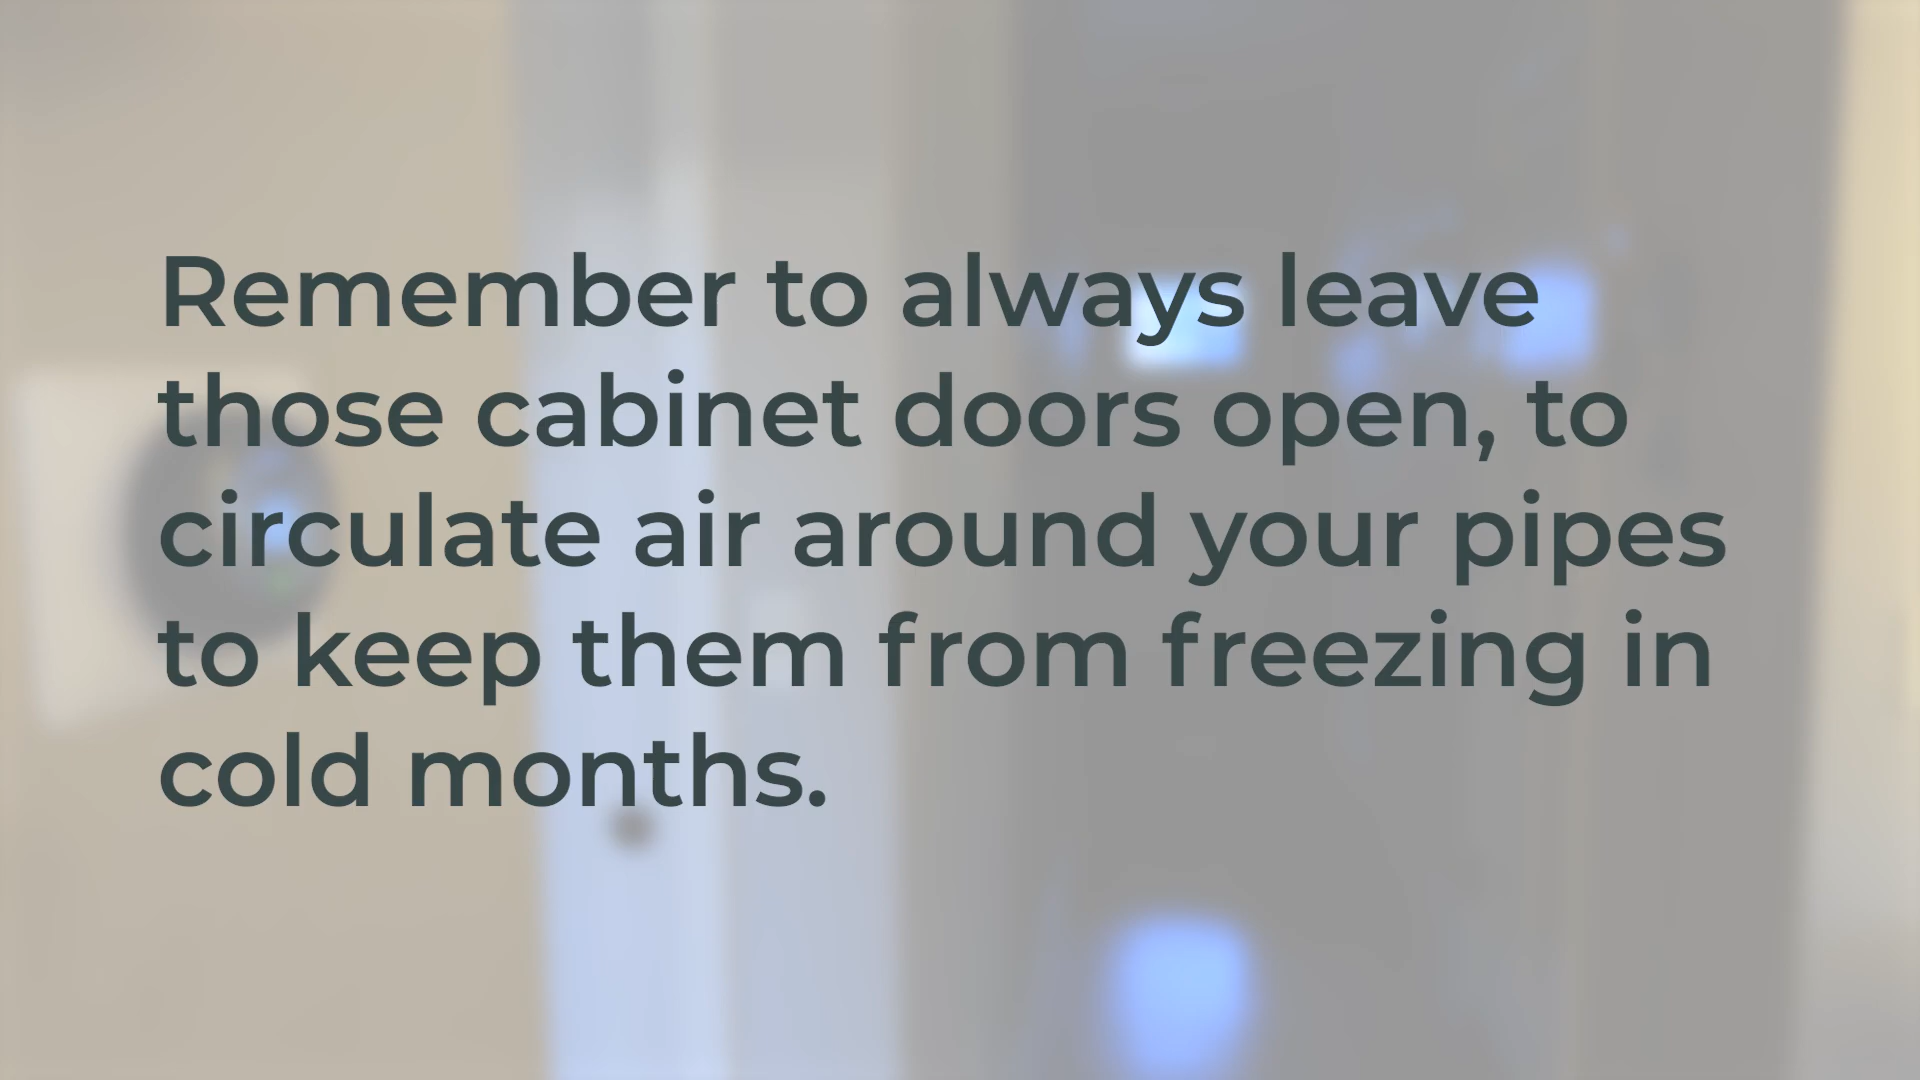 Remember to always leave
those cabinet doors open, to
circulate air around your pipes
to keep them from freezing in
cold months.